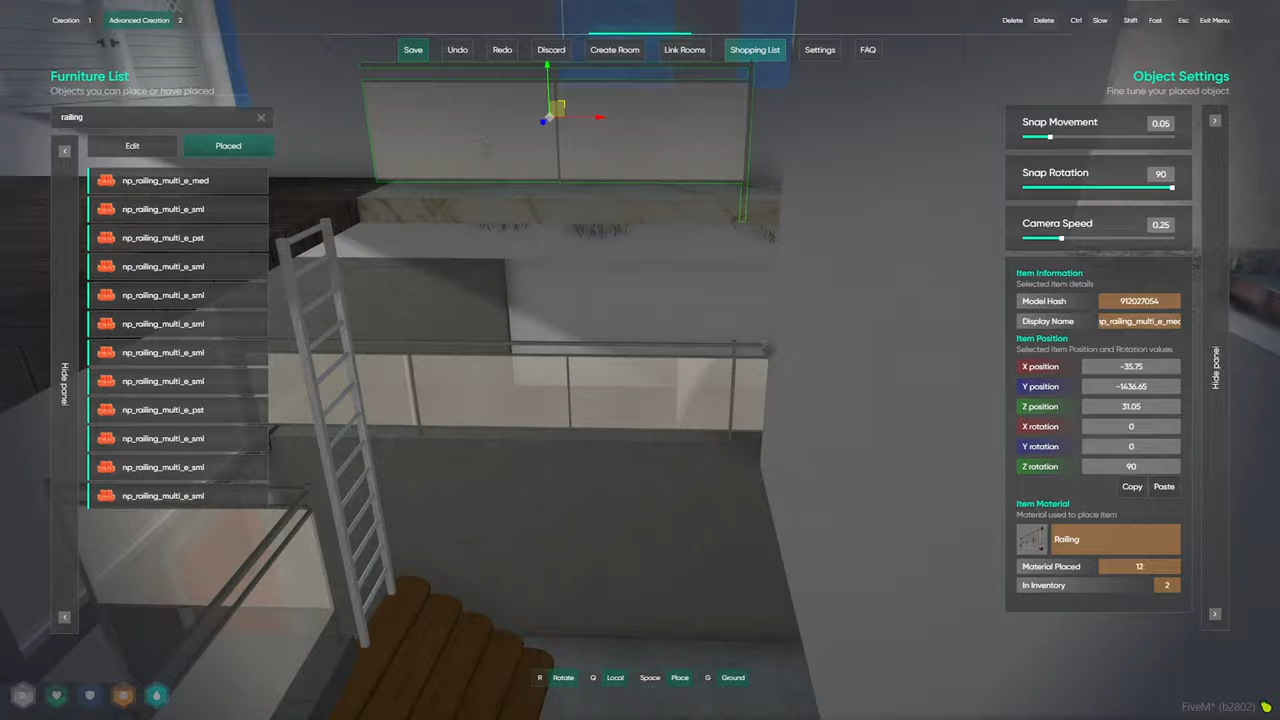 Creation 1 Advanced Creation 2
Delete Delete Ctrl Slow Shift Fast Esc Exit Menu
Save Undo Redo Discard Create Room Link Rooms Shopping List Settings FAQ
Furniture List
Objects you can place or have placed
railing
Edit Placed
np_railing_multi_e_med
np_railing_multi_e_sml
np_railing_multi_e_pst
np_railing_multi_e_sml
np_railing_multi_e_sml
np_railing_multi_e_sml
np_railing_multi_e_sml
np_railing_multi_e_sml
np_railing_multi_e_pst
np_railing_multi_e_sml
np_railing_multi_e_sml
np_railing_multi_e_sml
Hide panel
Object Settings
Fine tune your placed object
Snap Movement 0.05
Snap Rotation 90
Camera Speed 0.25
Item Information
Selected item details
Model Hash 912027054
Display Name np_railing_multi_e_med
Item Position
Selected Item Position and Rotation values
X position -35.75
Y position -1436.65
Z position 31.05
X rotation 0
Y rotation 0
Z rotation 90
Copy Paste
Item Material
Material used to place item
Railing
Material Placed 12
In Inventory 2
Hide panel
R Rotate Q Local Space Place G Ground
FiveM* (b2802)